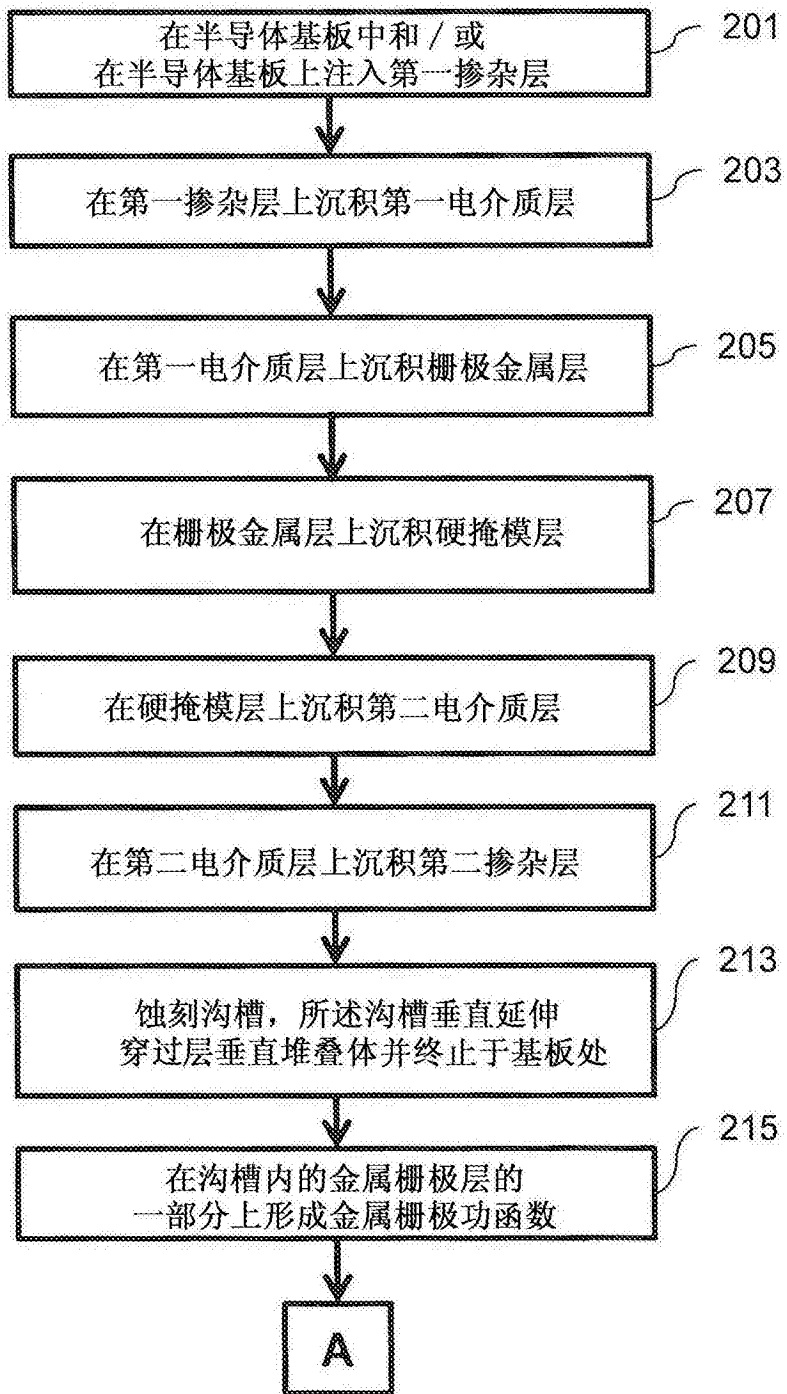 在半导体基板中和／或
在半导体基板上注入第一掺杂层
201
在第一掺杂层上沉积第一电介质层
203
在第一电介质层上沉积栅极金属层
205
在栅极金属层上沉积硬掩模层
207
在硬掩模层上沉积第二电介质层
209
在第二电介质层上沉积第二掺杂层
211
蚀刻沟槽，所述沟槽垂直延伸
穿过层垂直堆叠体并终止于基板处
213
在沟槽内的金属栅极层的
一部分上形成金属栅极功函数
215
A